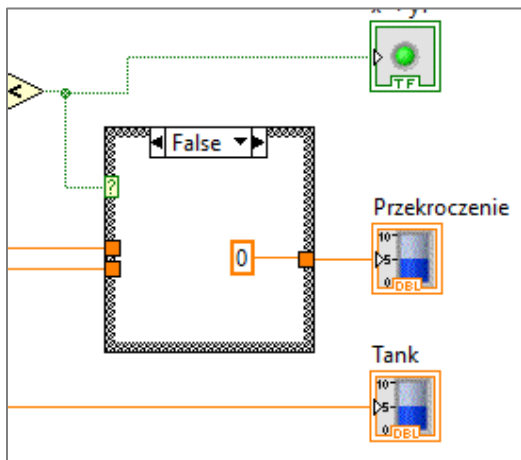 x < y?
<
TF
False
?
Przekroczenie
0
10
5
0
DBL
Tank
10
5
0
DBL